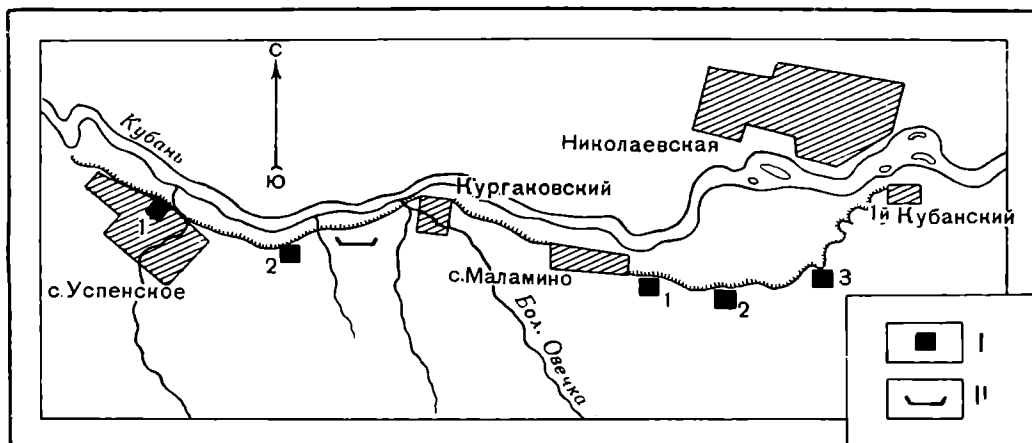 С
Ю
Кубань
Николаевская
Кургаковский
1й Кубанский
1
2
с. Успенское
с. Маламино
1
2
3
Бол. Овечка
I
II